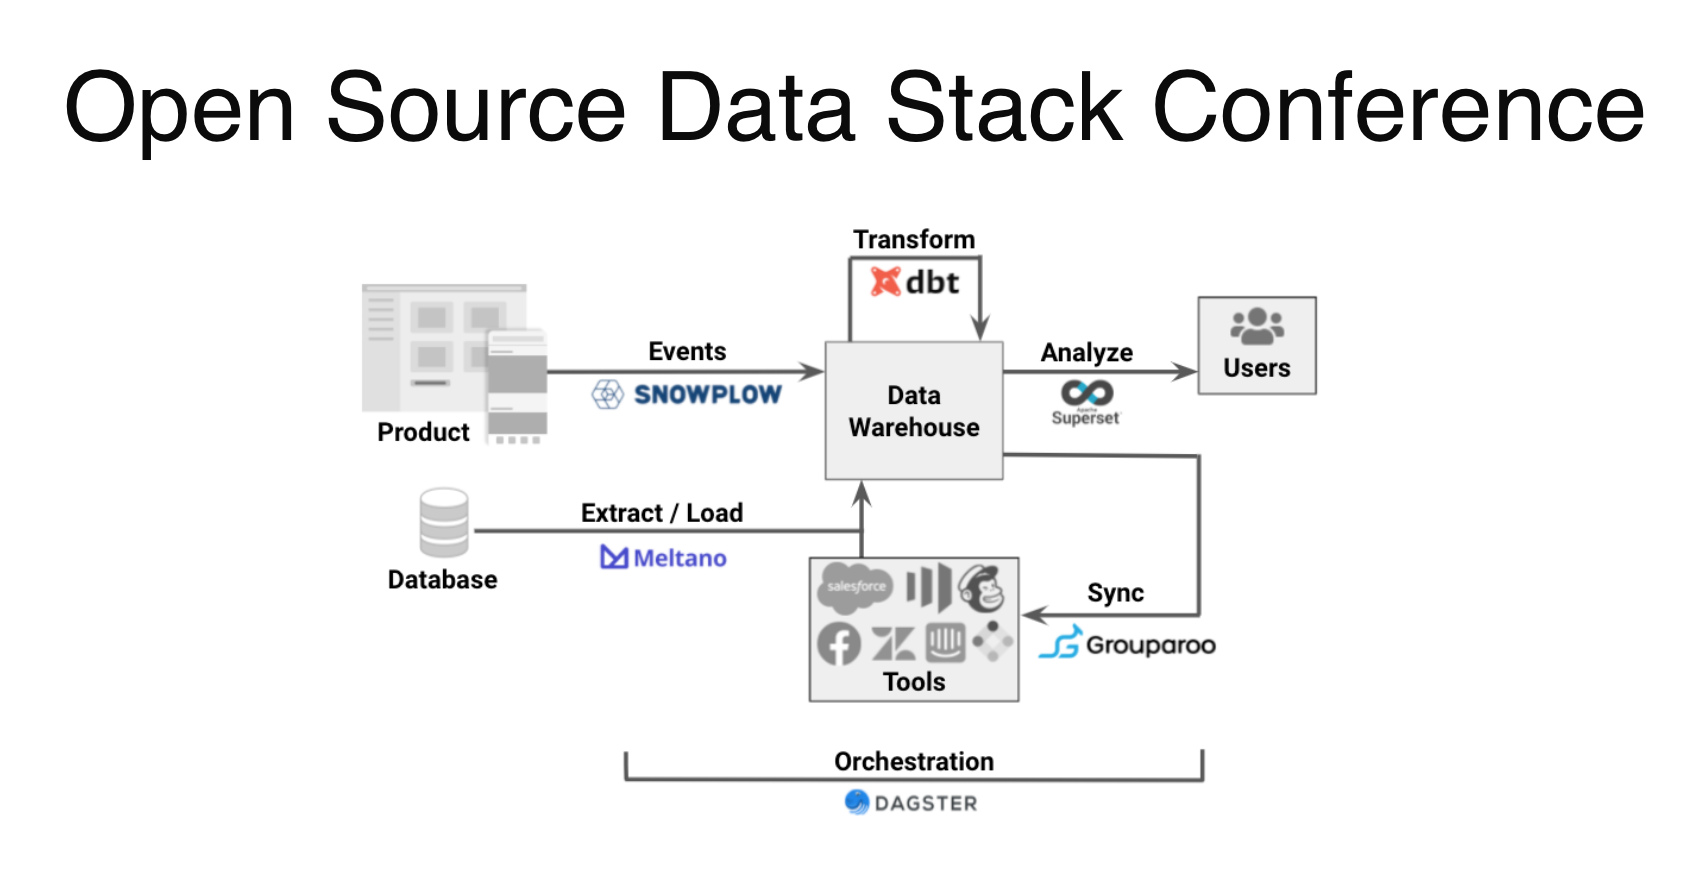 Open Source Data Stack Conference
Transform
dbt
Events
SNOWPLOW
Product
Data
Warehouse
Analyze
Apache
Superset
Users
Extract / Load
Meltano
Database
salesforce
Tools
Sync
Grouparoo
Orchestration
DAGSTER